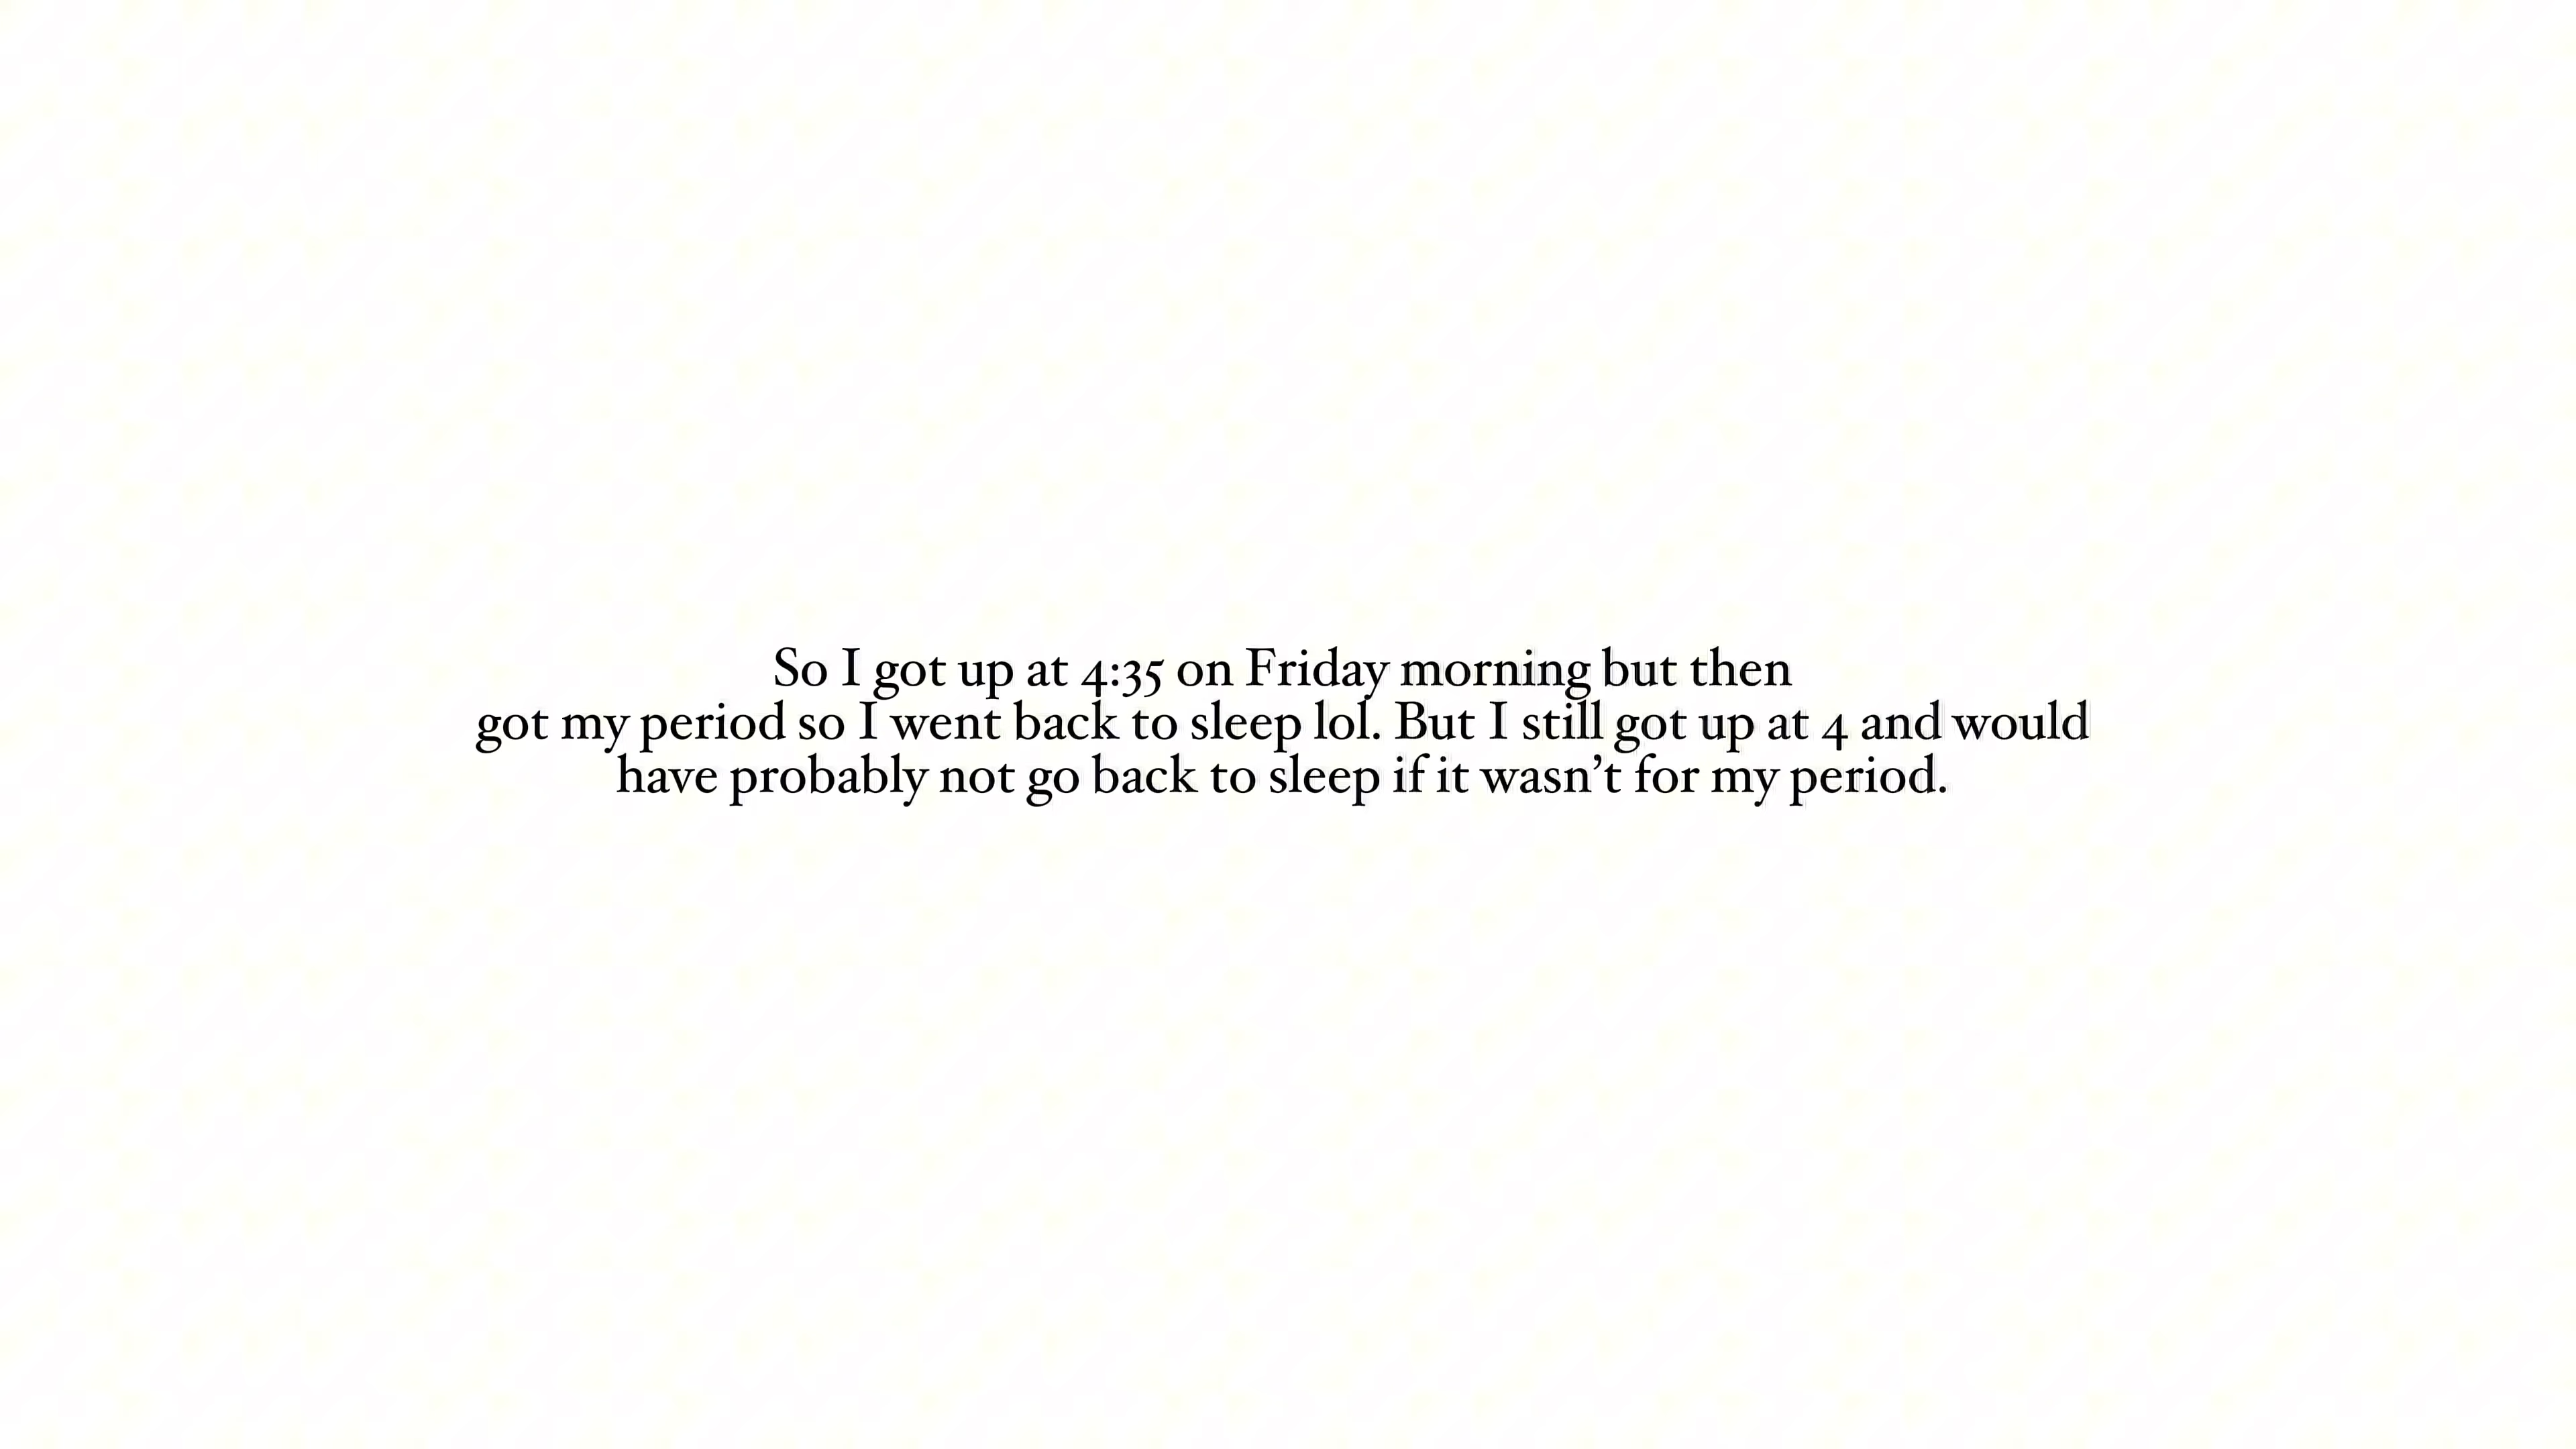 So I got up at 4:35 on Friday morning but then
got my period so I went back to sleep lol. But I still got up at 4 and would
have probably not go back to sleep if it wasn’t for my period.